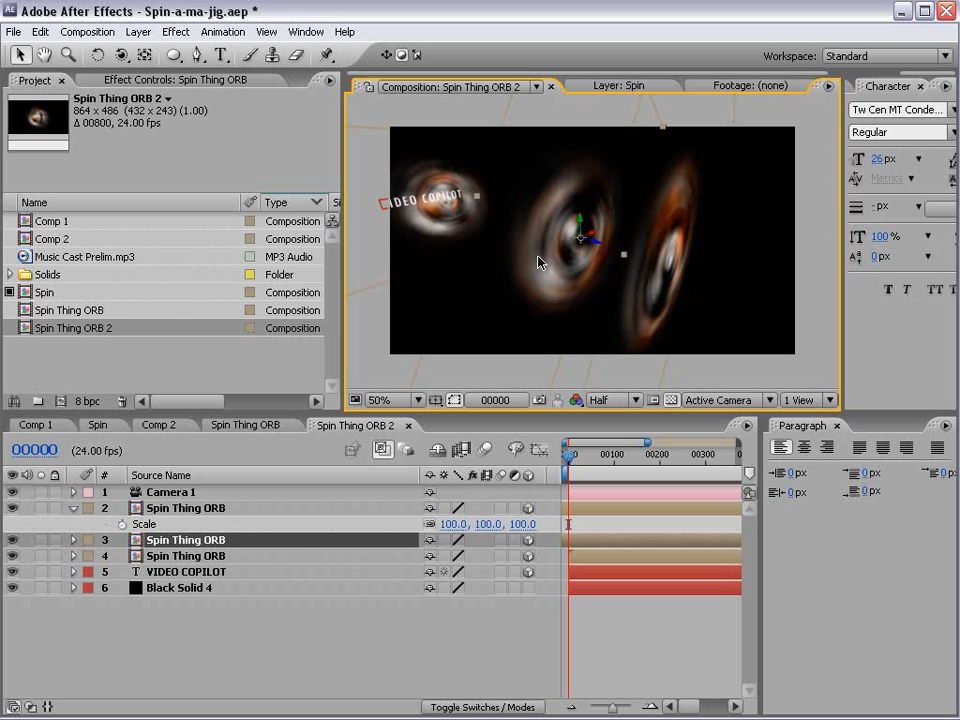 Adobe After Effects - Spin-a-ma-jig.aep *
File Edit Composition Layer Effect Animation View Window Help
Workspace: Standard
Project Effect Controls: Spin Thing ORB
Composition: Spin Thing ORB 2 Layer: Spin Footage: (none)
Character
Spin Thing ORB 2
864 x 486 (432 x 243) (1.00)
Δ 00800, 24.00 fps
Tw Cen MT Conde...
Regular
26 px
Metrics
- px
100 %
0 px
T T TT T
Name Type Si
Comp 1 Composition
Comp 2 Composition
Music Cast Prelim.mp3 MP3 Audio
Solids Folder
Spin Composition
Spin Thing ORB Composition
Spin Thing ORB 2 Composition
VIDEO COPILOT
8 bpc
50% 00000 Half Active Camera 1 View
Comp 1 Spin Comp 2 Spin Thing ORB Spin Thing ORB 2
Paragraph
00000 (24.00 fps)
00100 00200 00300
# Source Name
1 Camera 1
2 Spin Thing ORB
Scale 100.0, 100.0, 100.0
3 Spin Thing ORB
4 Spin Thing ORB
5 T VIDEO COPILOT
6 Black Solid 4
0 px 0 px 0 px
0 px 0 px
Toggle Switches / Modes